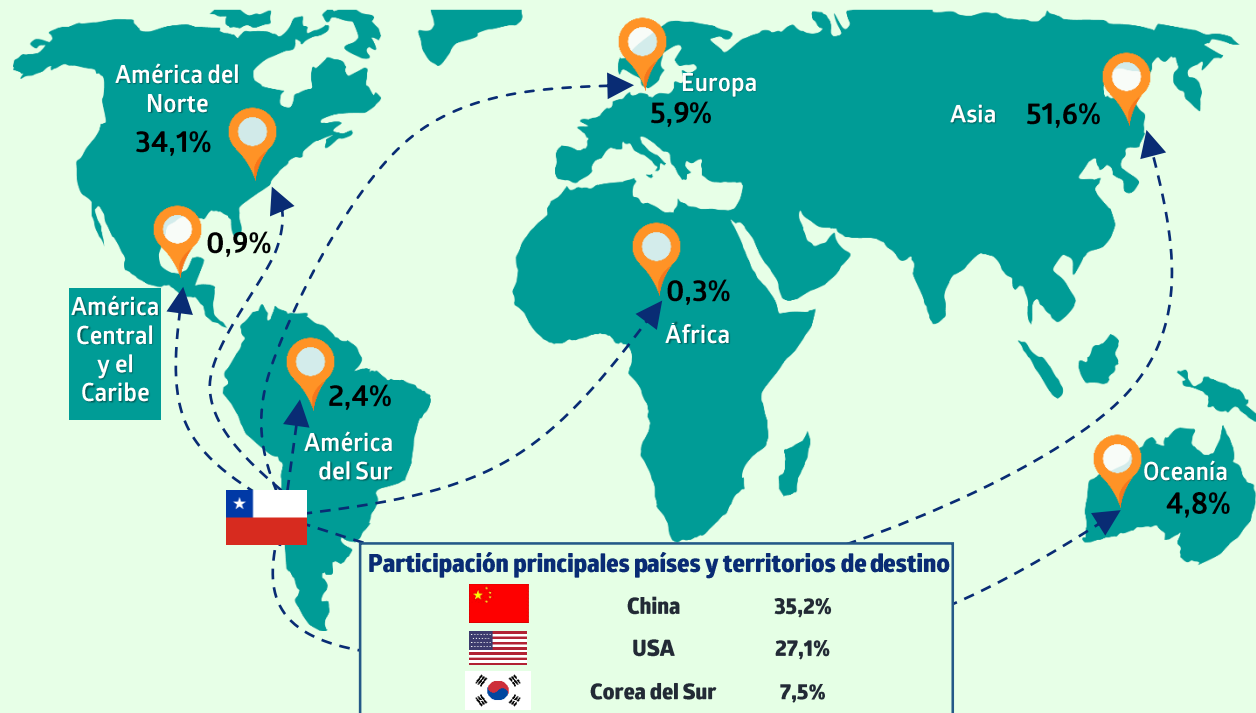 América del
Norte
34,1%
Europa
5,9%
Asia
51,6%
0,9%
América
Central
y el
Caribe
0,3%
África
2,4%
América
del Sur
Oceanía
4,8%
Participación principales países y territorios de destino
China 35,2%
USA 27,1%
Corea del Sur 7,5%